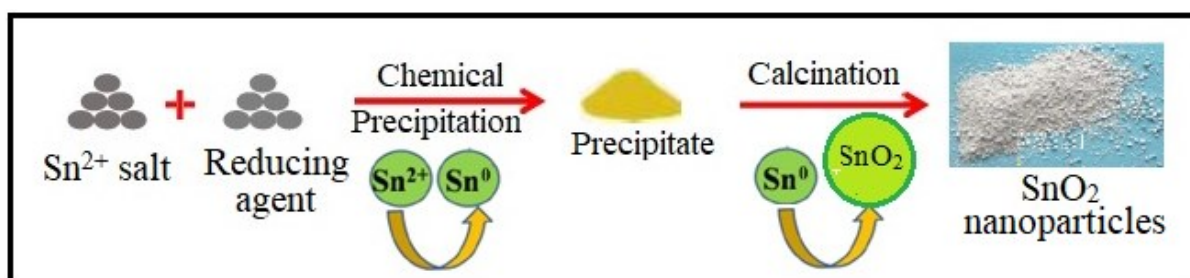 Sn²⁺ salt
+
Reducing
agent
Chemical
Precipitation
Sn²⁺
Sn⁰
Precipitate
Calcination
Sn⁰
SnO₂
SnO₂
nanoparticles